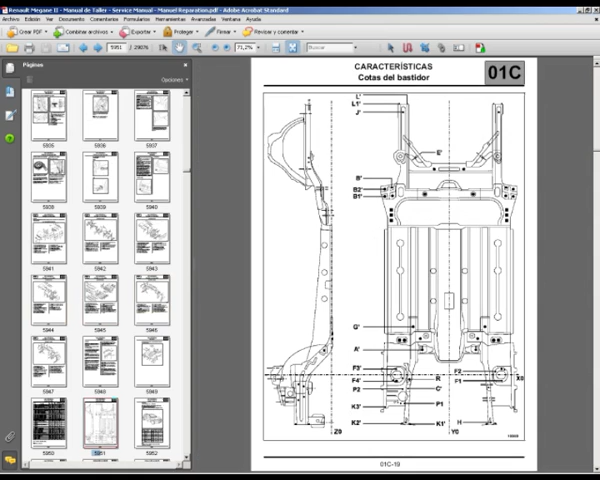 Renault Megane II - Manual de Taller - Service Manual - Manuel Reparation.pdf - Adobe Acrobat Standard
Archivo Edición Ver Documento Comentarios Formularios Herramientas Avanzadas Ventana Ayuda
Crear PDF Combinar archivos Exportar Proteger Firmar Revisar y comentar
5951 71,2% Buscar
Páginas
Opciones
5935 5936 5937
5938 5939 5940
5941 5942 5943
5944 5945 5946
5947 5948 5949
5950 5951 5952
CARACTERÍSTICAS
Cotas del bastidor
01C
L'
L1'
J'
E'
B'
B2'
B1'
G'
A'
F3'
F4'
P2
K3'
K2'
R
C'
P1
K1'
F2
F1
H
X0
Z0
Y0
01C-19